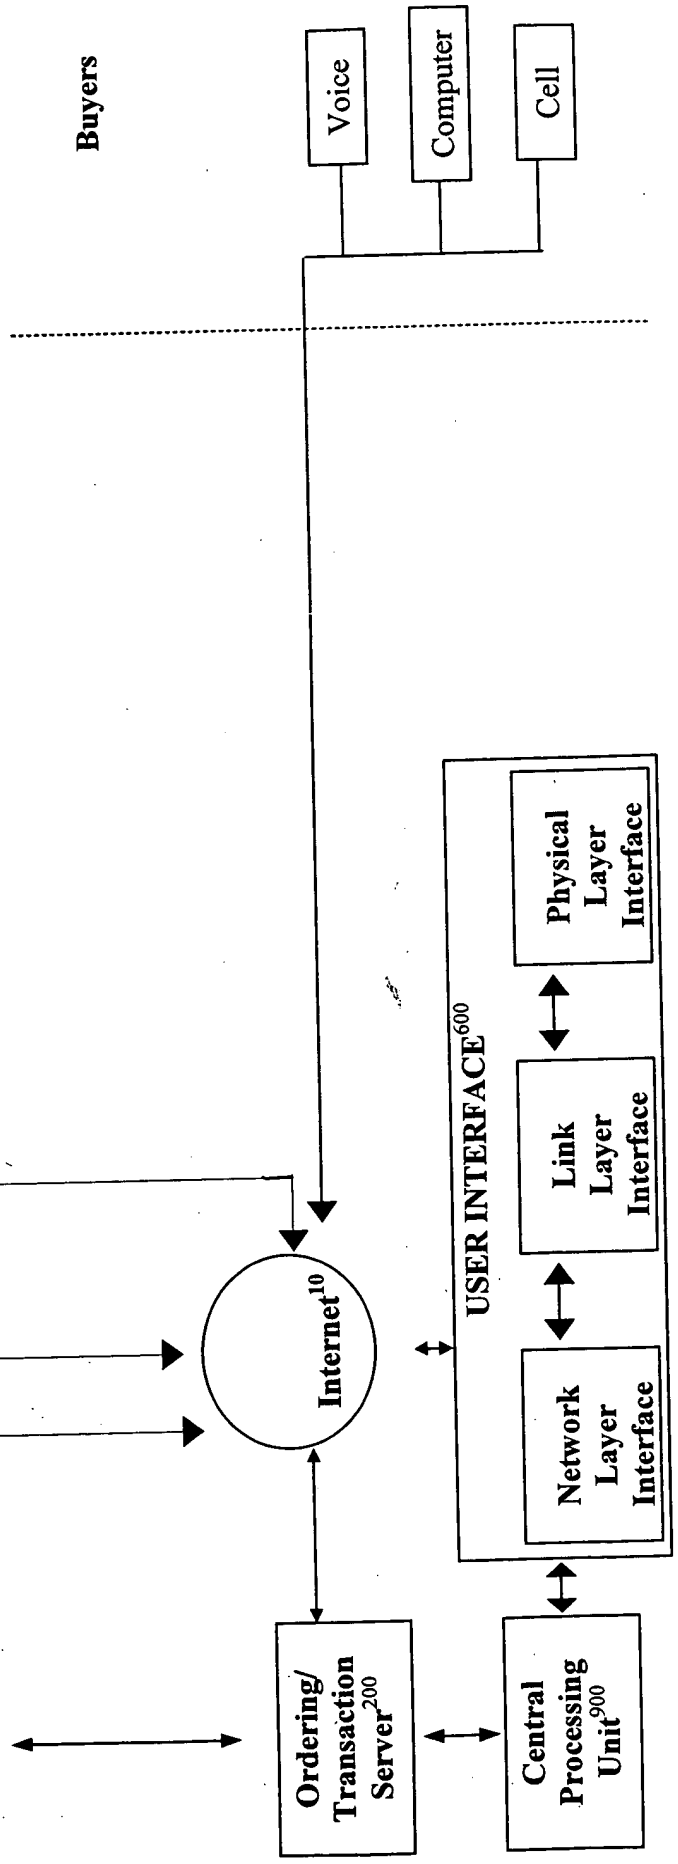 Buyers
Voice
Computer
Cell
Internet10
USER INTERFACE600
Physical
Layer
Interface
Link
Layer
Interface
Network
Layer
Interface
Ordering/
Transaction
Server200
Central
Processing
Unit900